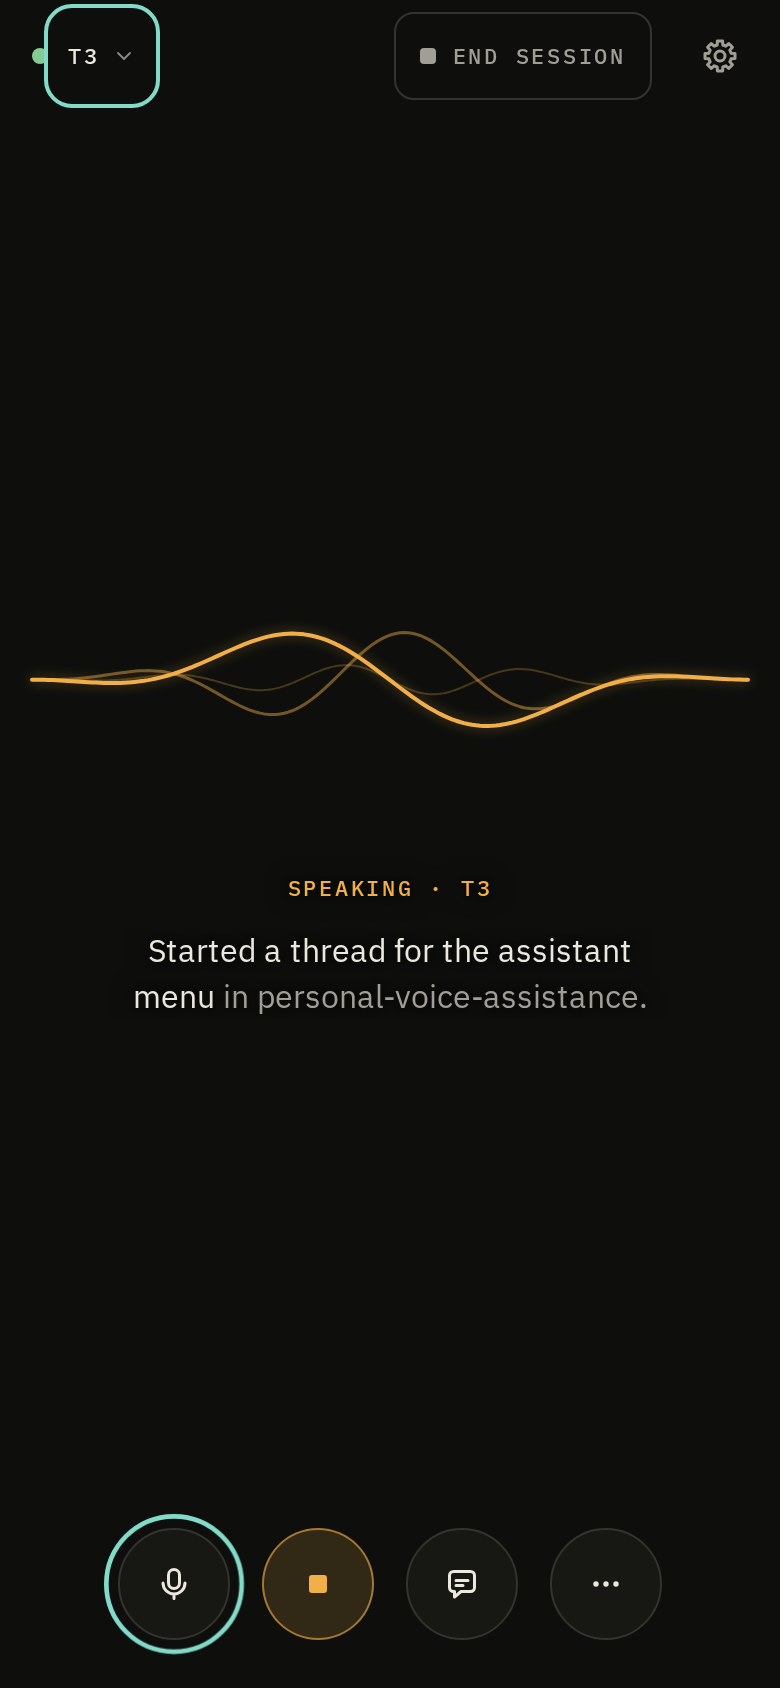 T3
END SESSION
SPEAKING · T3
Started a thread for the assistant
menu in personal-voice-assistance.